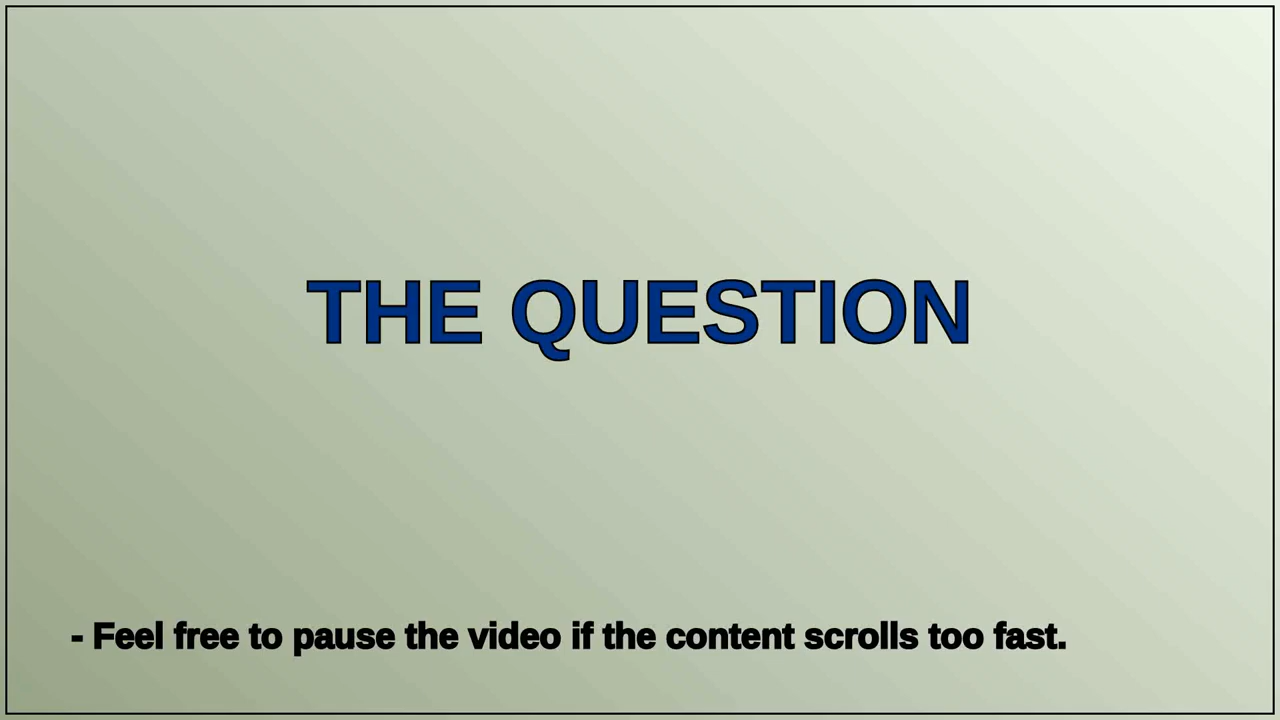 THE QUESTION
- Feel free to pause the video if the content scrolls too fast.